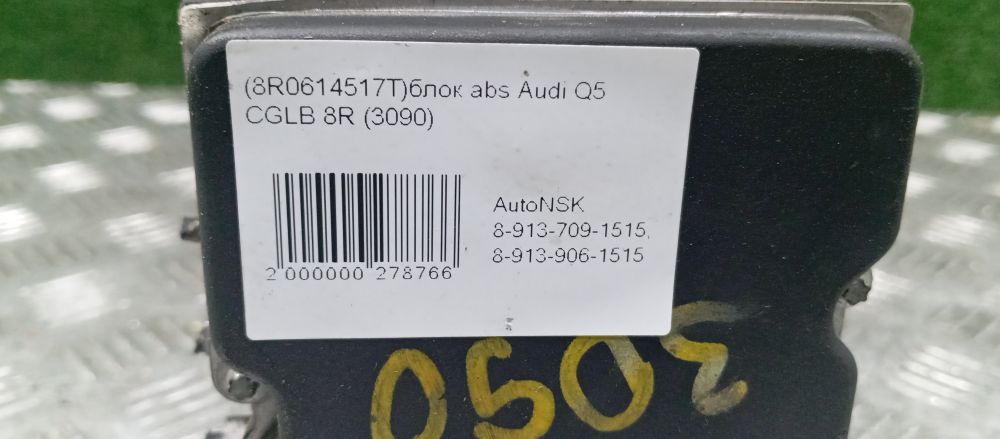 (8R0614517T)блок abs Audi Q5
CGLB 8R (3090)
AutoNSK
8-913-709-1515,
8-913-906-1515
2 000000 278766
3090